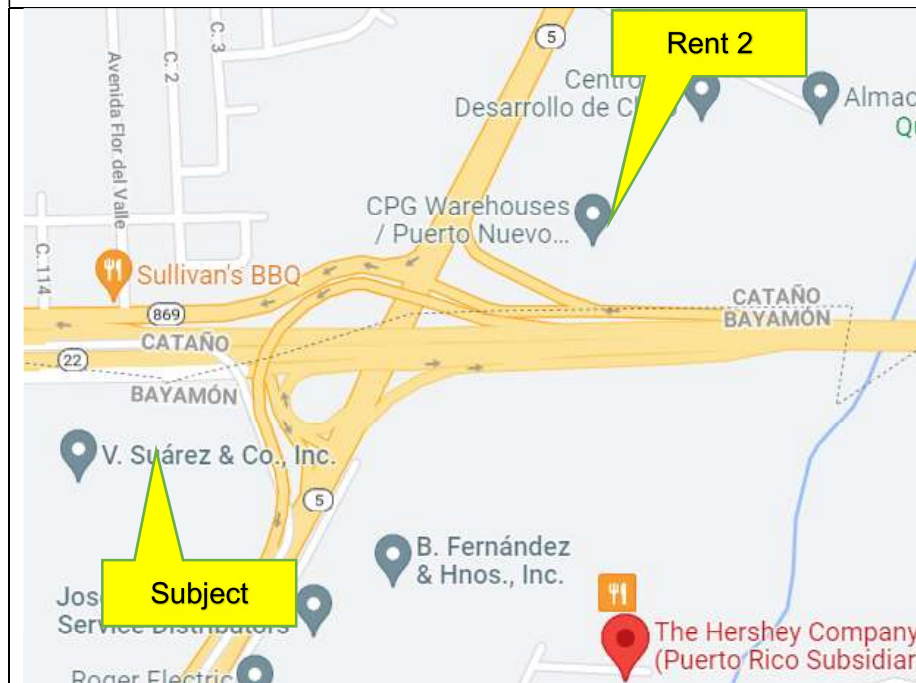 C. 3
5
Rent 2
C. 2
Avenida Flor del Valle
Centro
Desarrollo de C
Almac
Qu
CPG Warehouses
/ Puerto Nuevo...
C. 114
Sullivan's BBQ
869
CATAÑO
BAYAMÓN
CATAÑO
22
BAYAMÓN
V. Suárez & Co., Inc.
5
B. Fernández
& Hnos., Inc.
Subject
Jos
Service Distributors
The Hershey Company
(Puerto Rico Subsidiar
Roger Electric